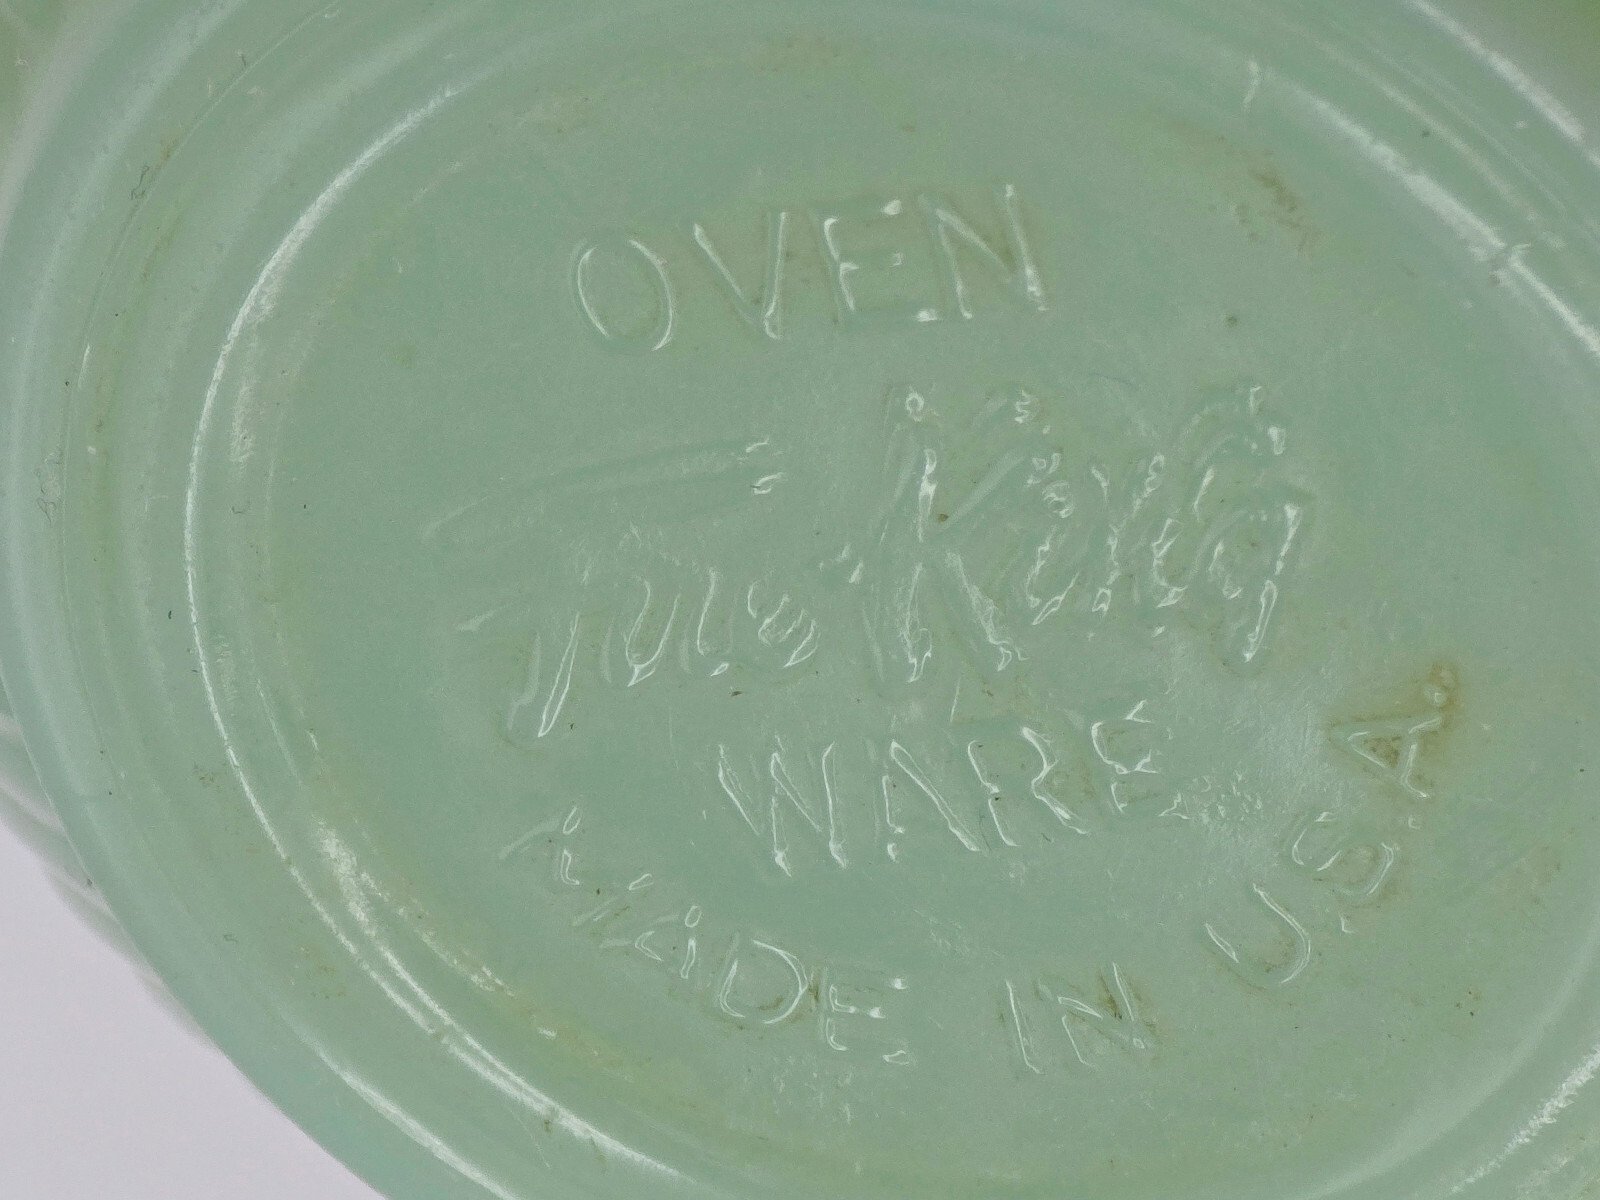 OVEN
Fire King
WARE
MADE IN U.S.A.